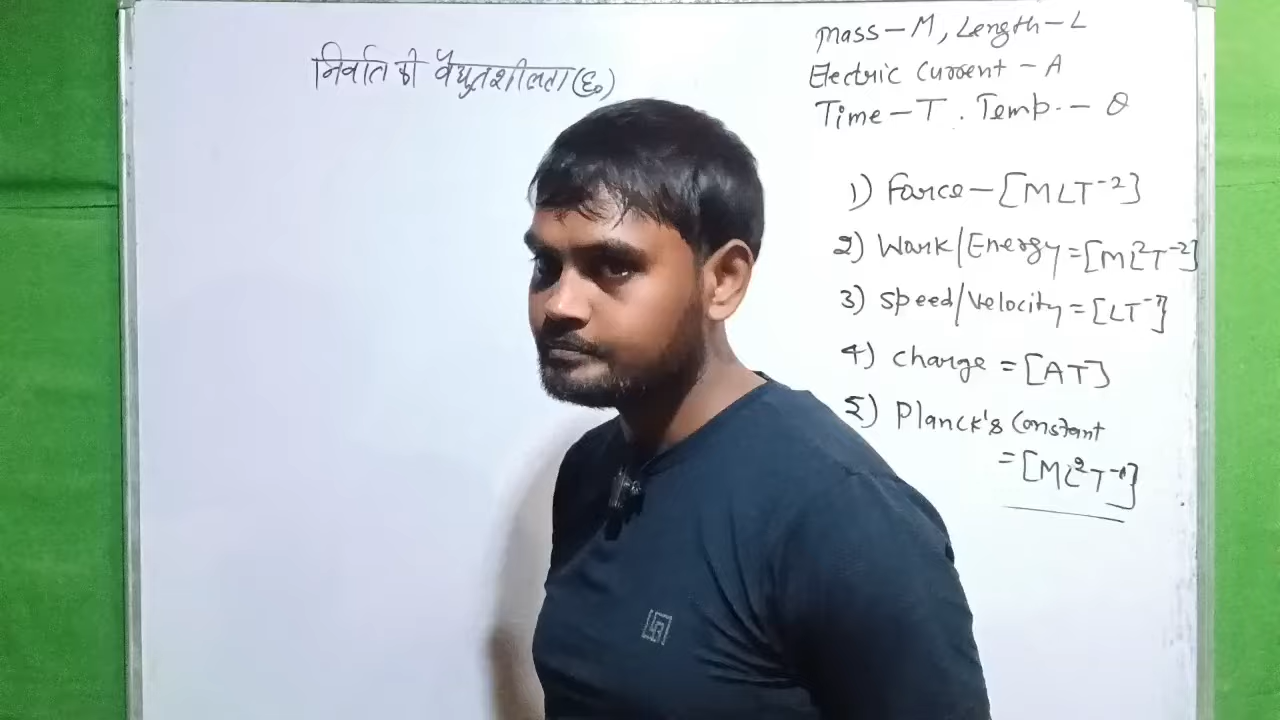 निर्वात की वैद्युतशीलता(ε₀)
Mass – M, Length – L
Electric Current – A
Time – T . Temp. – θ
1) Force – [MLT⁻²]
2) Work/Energy = [ML²T⁻²]
3) Speed/Velocity = [LT⁻¹]
4) charge = [AT]
5) Planck's Constant
= [ML²T⁻¹]